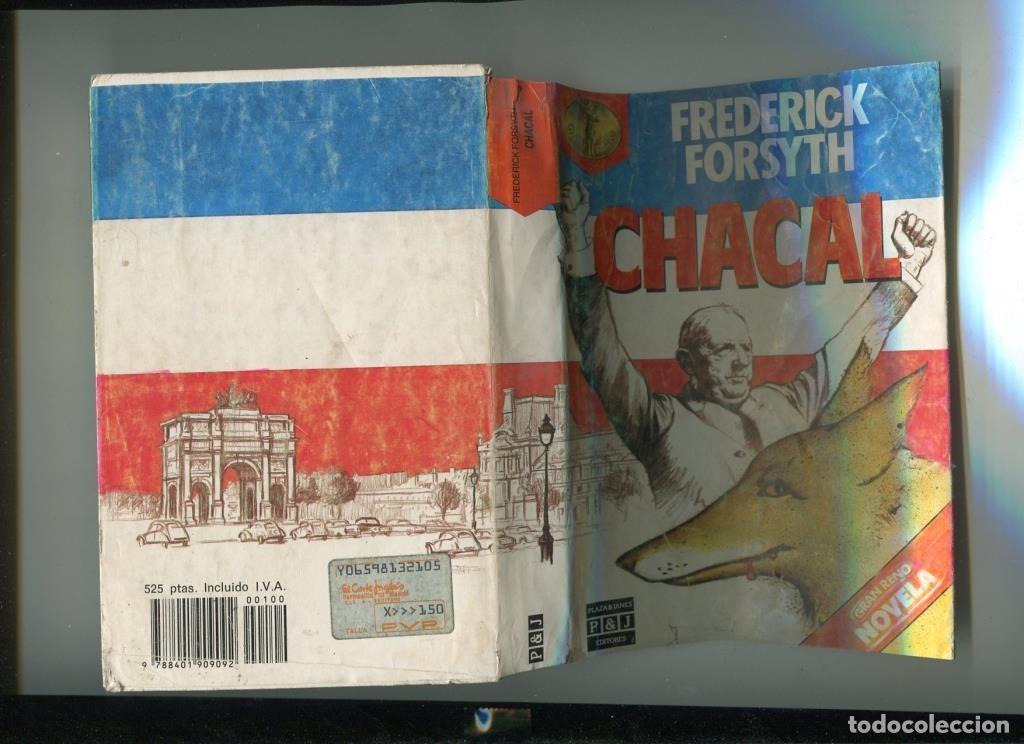 FREDERICK
FORSYTH
CHACAL
GRAN RENO
NOVELA
PLAZA & JANES
P & J
EDITORES
FREDERICK FORSYTH
CHACAL
P & J
525 ptas. Incluido I.V.A.
00100
9 788401 909092
Y06598132105
El Corte Inglés
X>>>150
TALLA:
PVP
todocoleccion